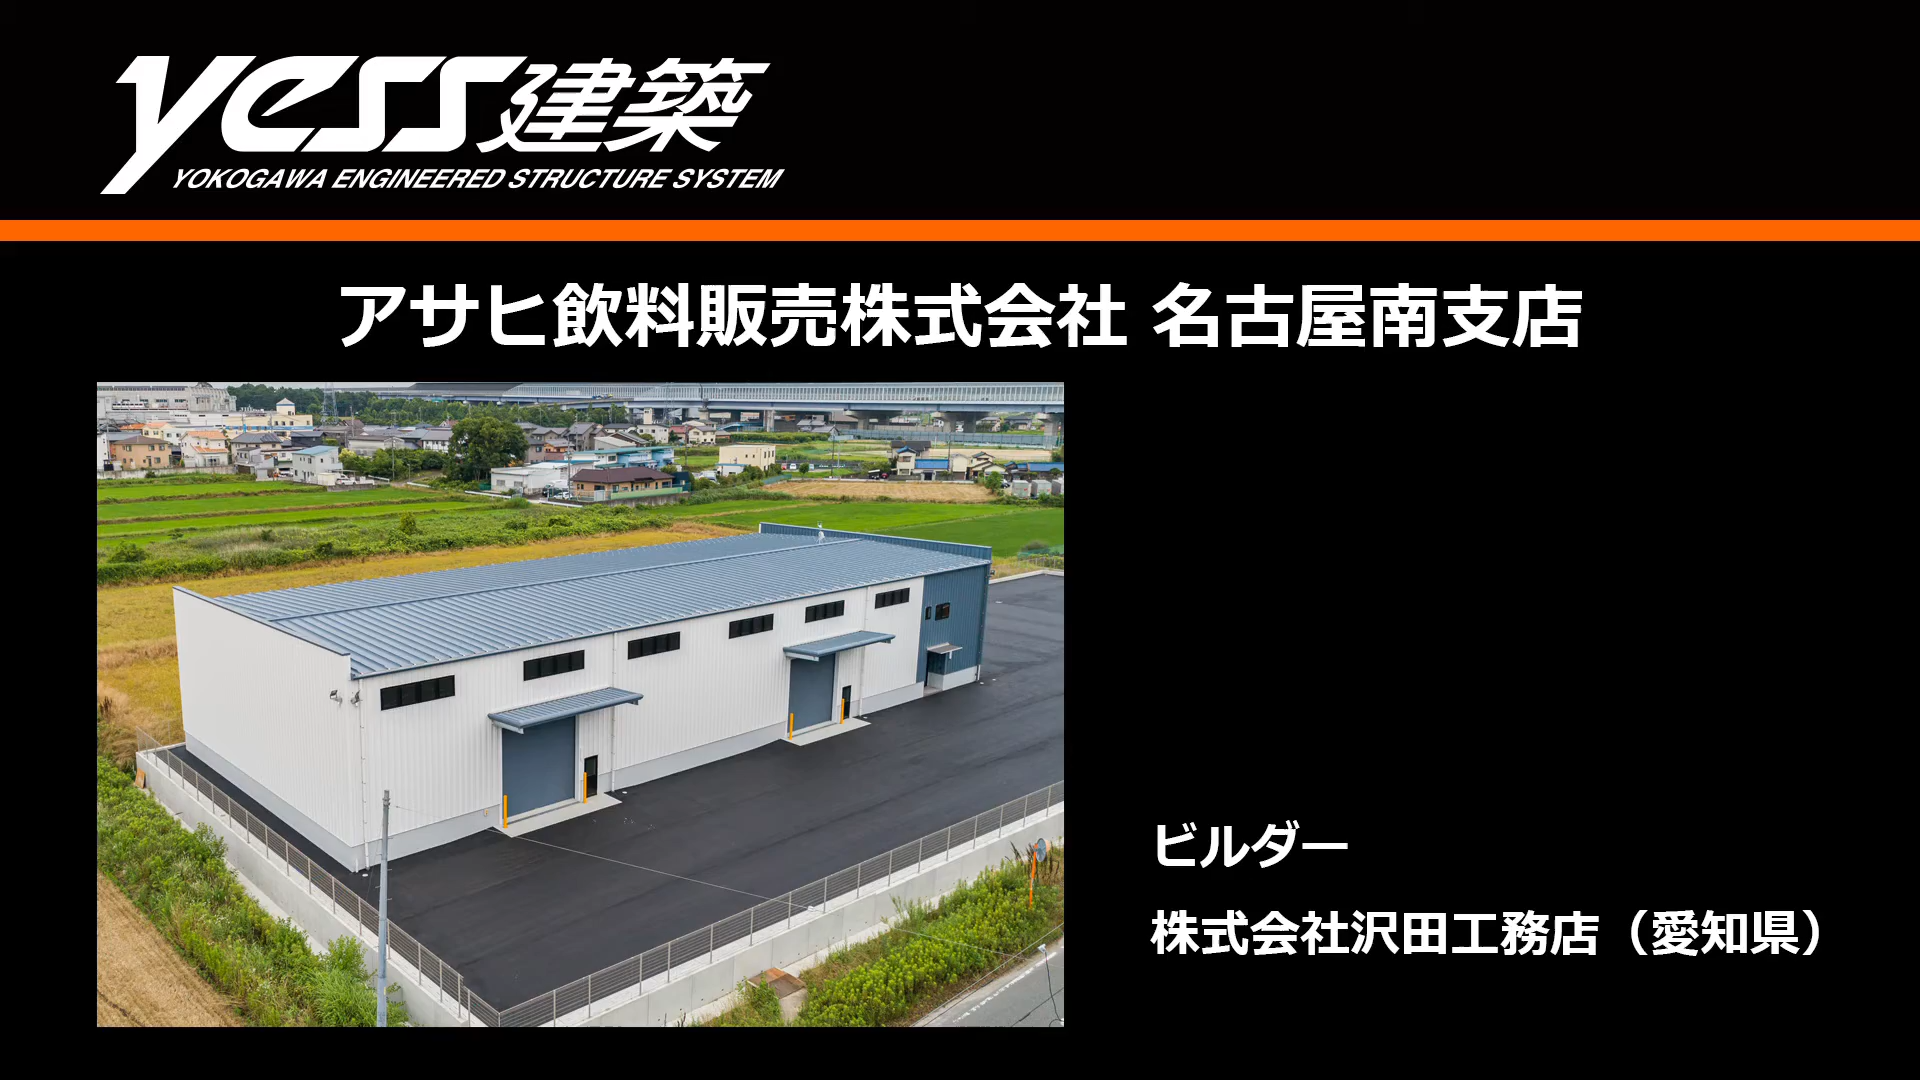 yess建築
YOKOGAWA ENGINEERED STRUCTURE SYSTEM
アサヒ飲料販売株式会社 名古屋南支店
ビルダー
株式会社沢田工務店（愛知県）